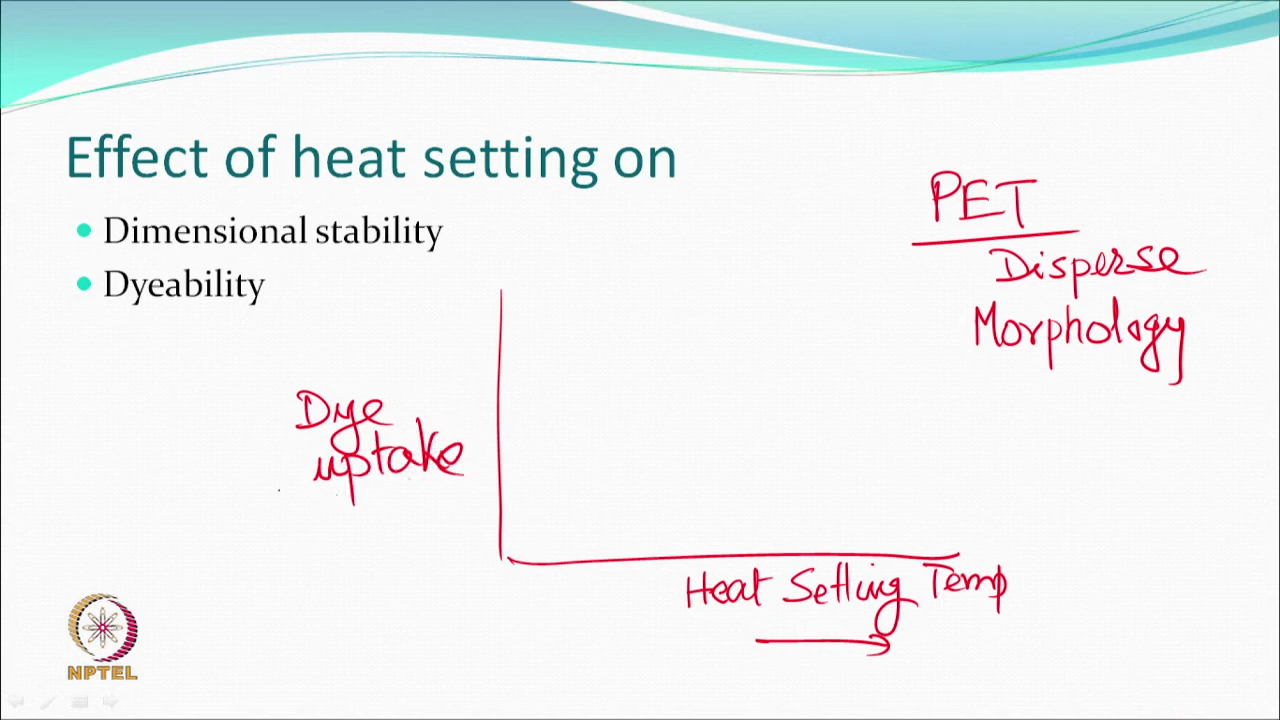 Effect of heat setting on
Dimensional stability
Dyeability
PET
Disperse
Morphology
Dye
uptake
Heat Setting Temp
NPTEL